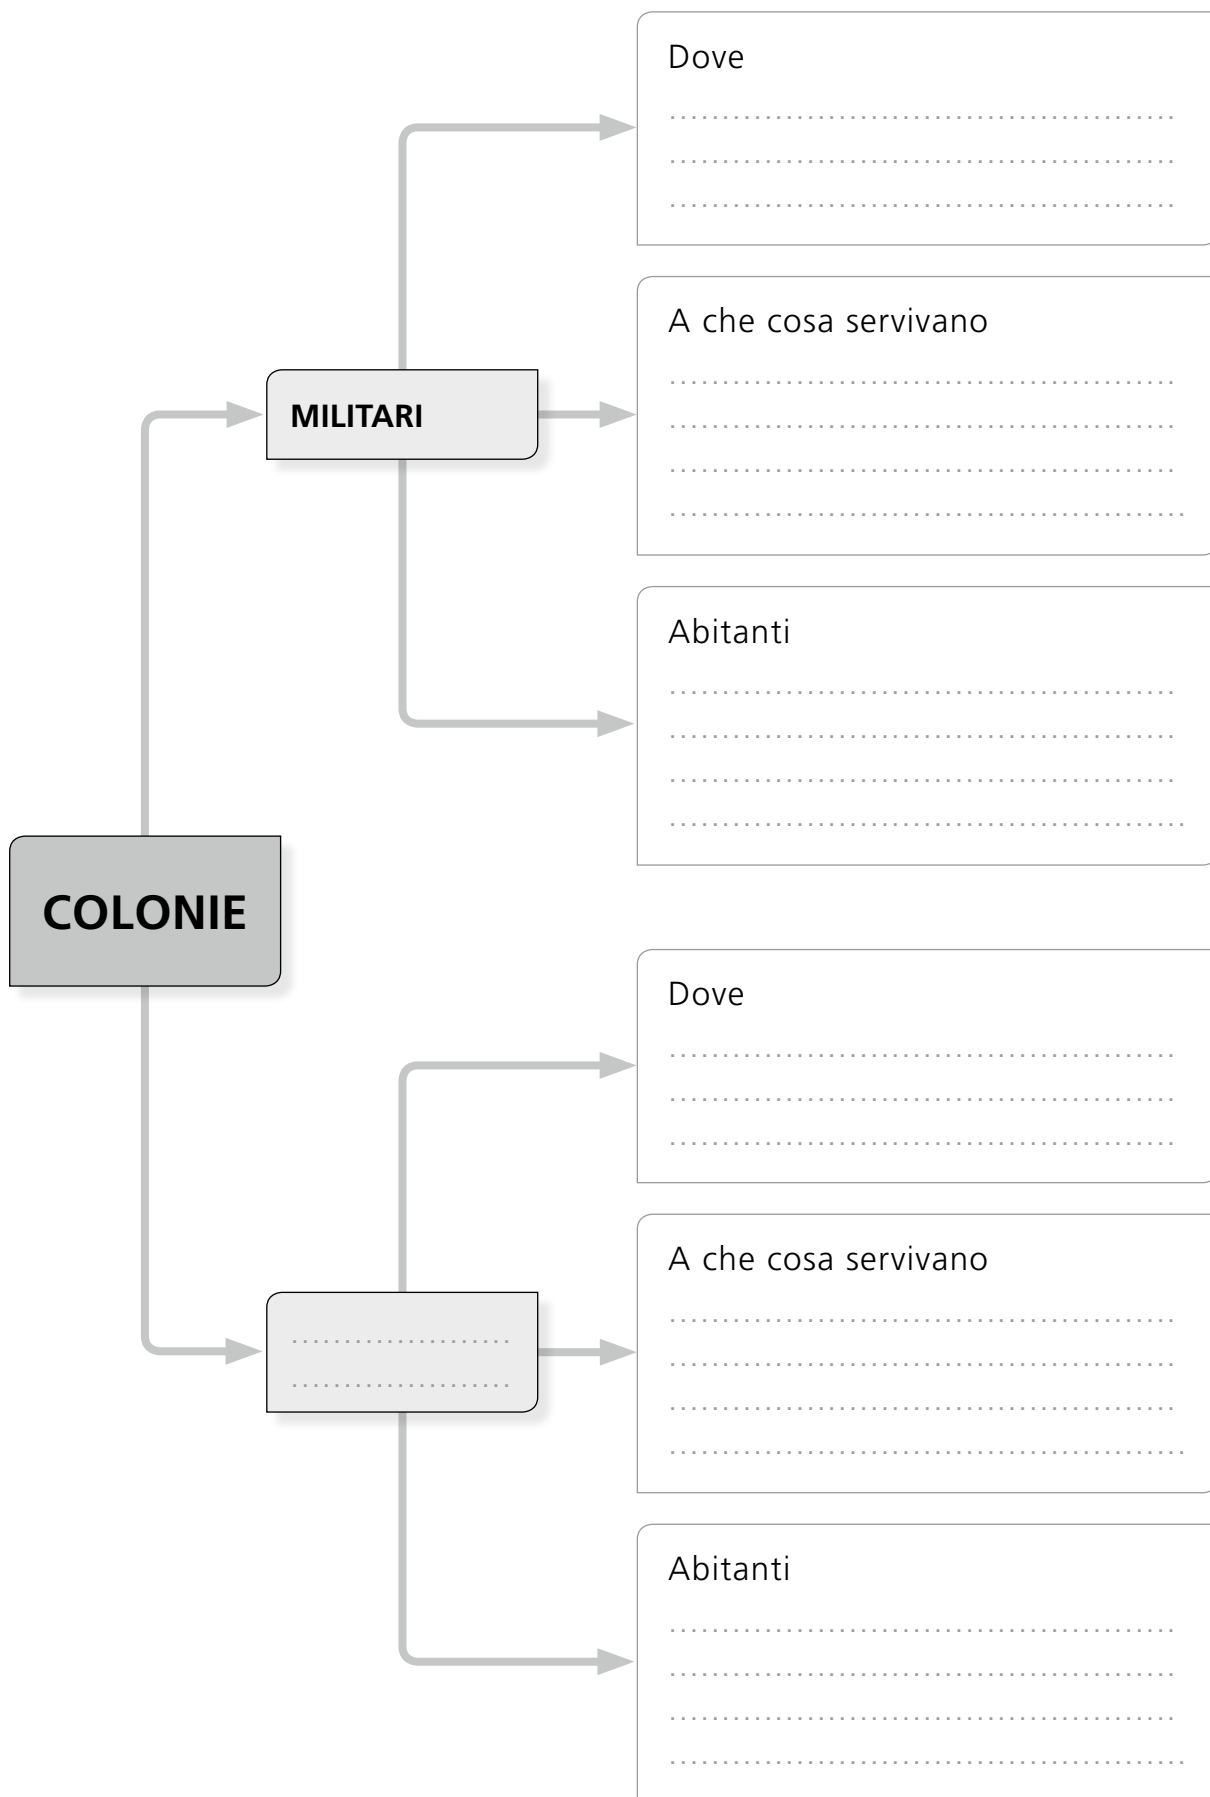 Dove
A che cosa servivano
MILITARI
Abitanti
COLONIE
Dove
A che cosa servivano
Abitanti